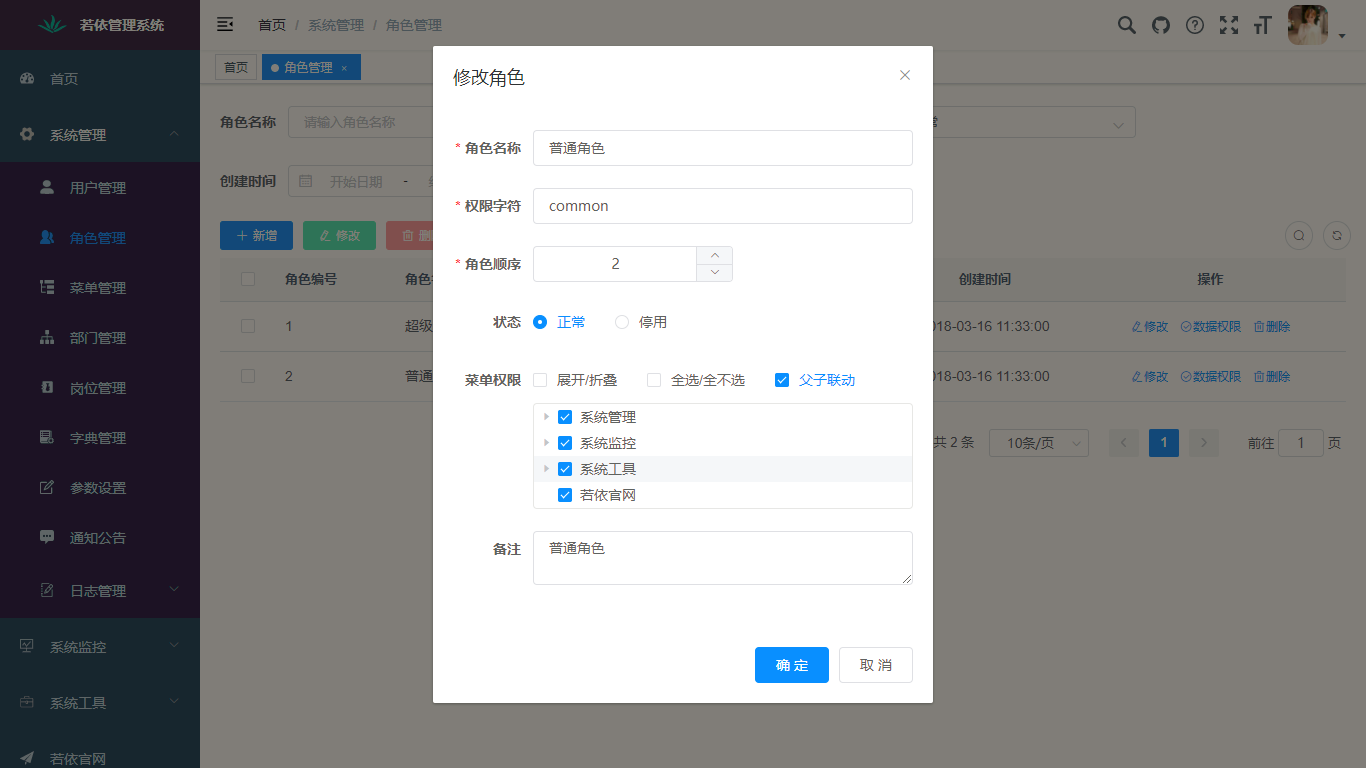 若依管理系统
首页
系统管理
用户管理
角色管理
菜单管理
部门管理
岗位管理
字典管理
参数设置
通知公告
日志管理
系统监控
系统工具
若依官网
首页 / 系统管理 / 角色管理
首页
角色管理 ×
角色名称 请输入角色名称
创建时间 开始日期 -
+ 新增 修改
角色编号 创建时间 操作
1 超级 018-03-16 11:33:00 修改 数据权限 删除
2 普通 018-03-16 11:33:00 修改 数据权限 删除
共 2 条 10条/页 < 1 > 前往 1 页
修改角色
* 角色名称 普通角色
* 权限字符 common
* 角色顺序 2
状态 正常 停用
菜单权限 展开/折叠 全选/全不选 父子联动
系统管理
系统监控
系统工具
若依官网
备注 普通角色
确 定 取 消